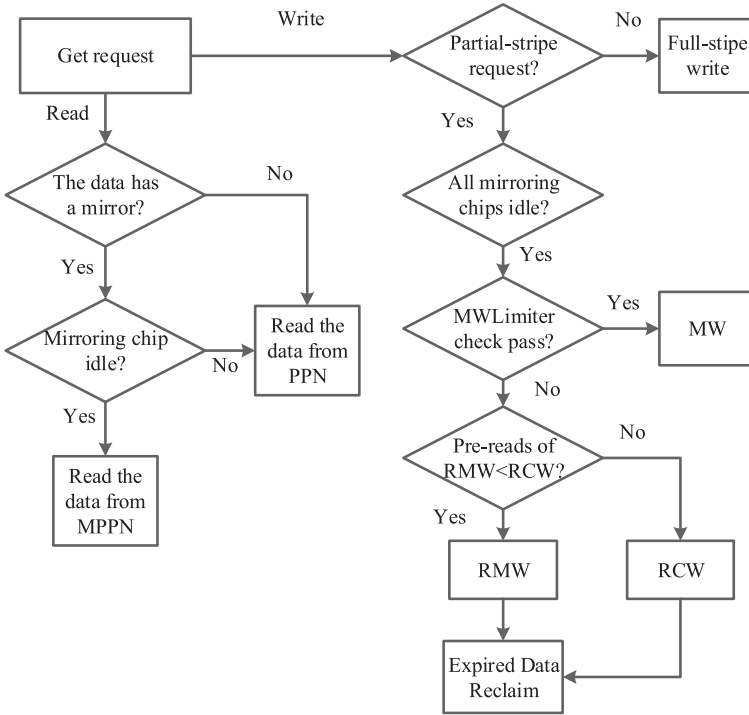 Write
No
Get request
Partial-stripe
request?
Full-stipe
write
Read
Yes
The data has
a mirror?
No
All mirroring
chips idle?
Yes
Yes
Mirroring chip
idle?
No
Read the
data from
PPN
MWLimiter
check pass?
Yes
MW
Yes
No
Read the
data from
MPPN
Pre-reads of
RMW<RCW?
No
Yes
RMW
RCW
Expired Data
Reclaim